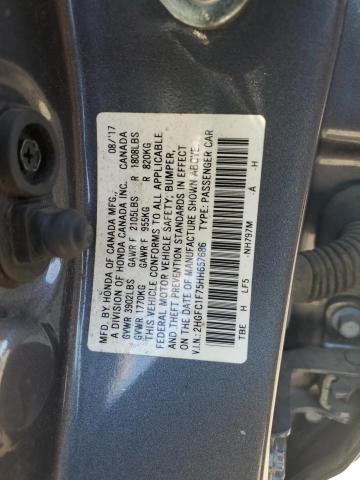 MFD. BY HONDA OF CANADA MFG. 08/'17
A DIVISION OF HONDA CANADA INC. CANADA
GVWR 3902LBS GAWR F 2105LBS R 1808LBS
GVWR 1770KG GAWR F 955KG R 820KG
THIS VEHICLE CONFORMS TO ALL APPLICABLE
FEDERAL MOTOR VEHICLE SAFETY, BUMPER,
AND THEFT PREVENTION STANDARDS IN EFFECT
ON THE DATE OF MANUFACTURE SHOWN ABOVE.
V.I.N.: 2HGFC1F75HH657686 TYPE: PASSENGER CAR
TBE H LF5 -NH797M A -H